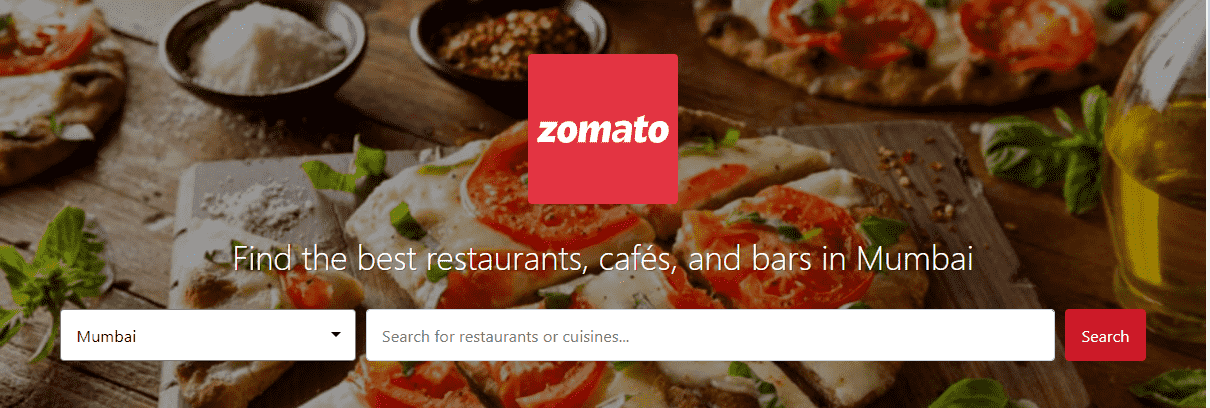 zomato
Find the best restaurants, cafés, and bars in Mumbai
Mumbai
Search for restaurants or cuisines...
Search